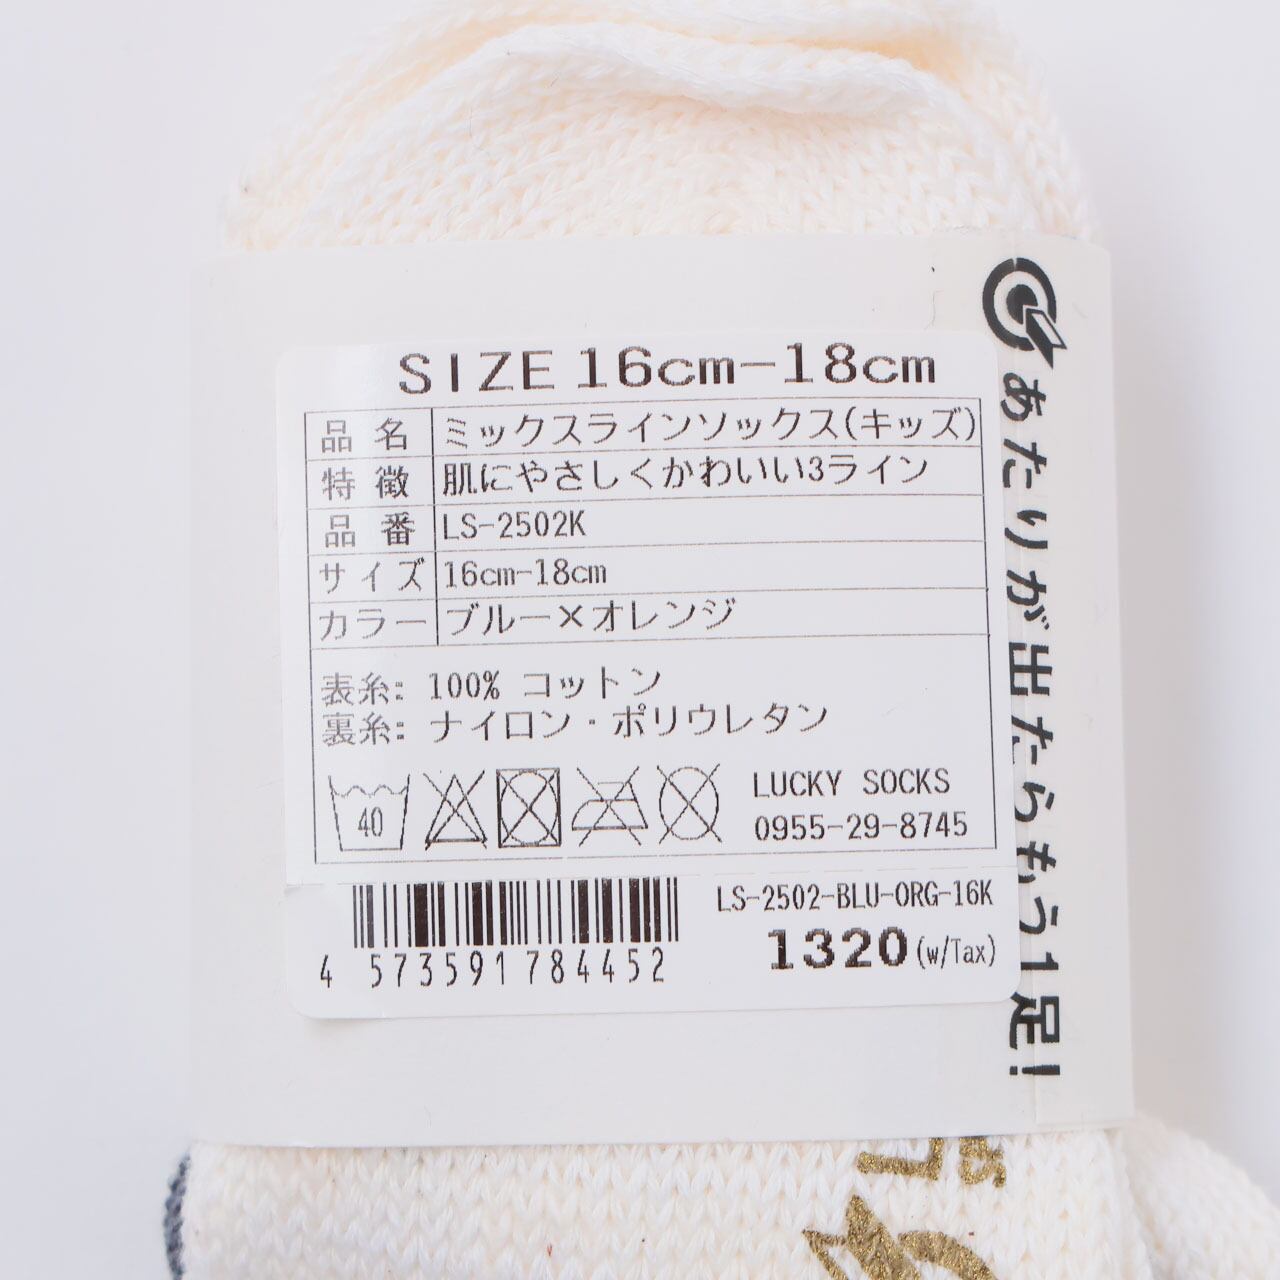 SIZE 16cm-18cm
品名 ミックスラインソックス(キッズ)
特徴 肌にやさしくかわいい3ライン
品番 LS-2502K
サイズ 16cm-18cm
カラー ブルー×オレンジ
表糸: 100% コットン
裏糸: ナイロン・ポリウレタン
40
LUCKY SOCKS
0955-29-8745
LS-2502-BLU-ORG-16K
4 573591 784452
1320(w/Tax)
あたりが出たらもう1足!